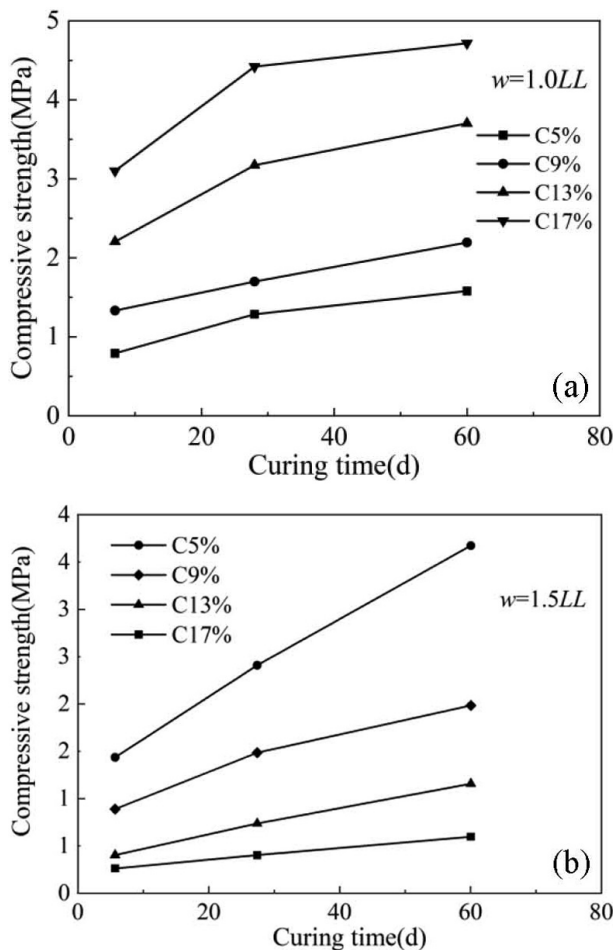 5
4
3
2
1
0
Compressive strength(MPa)
w=1.0LL
C5%
C9%
C13%
C17%
(a)
0 20 40 60 80
Curing time(d)
4
4
3
3
2
2
1
1
0
Compressive strength(MPa)
C5%
C9%
C13%
C17%
w=1.5LL
(b)
0 20 40 60 80
Curing time(d)